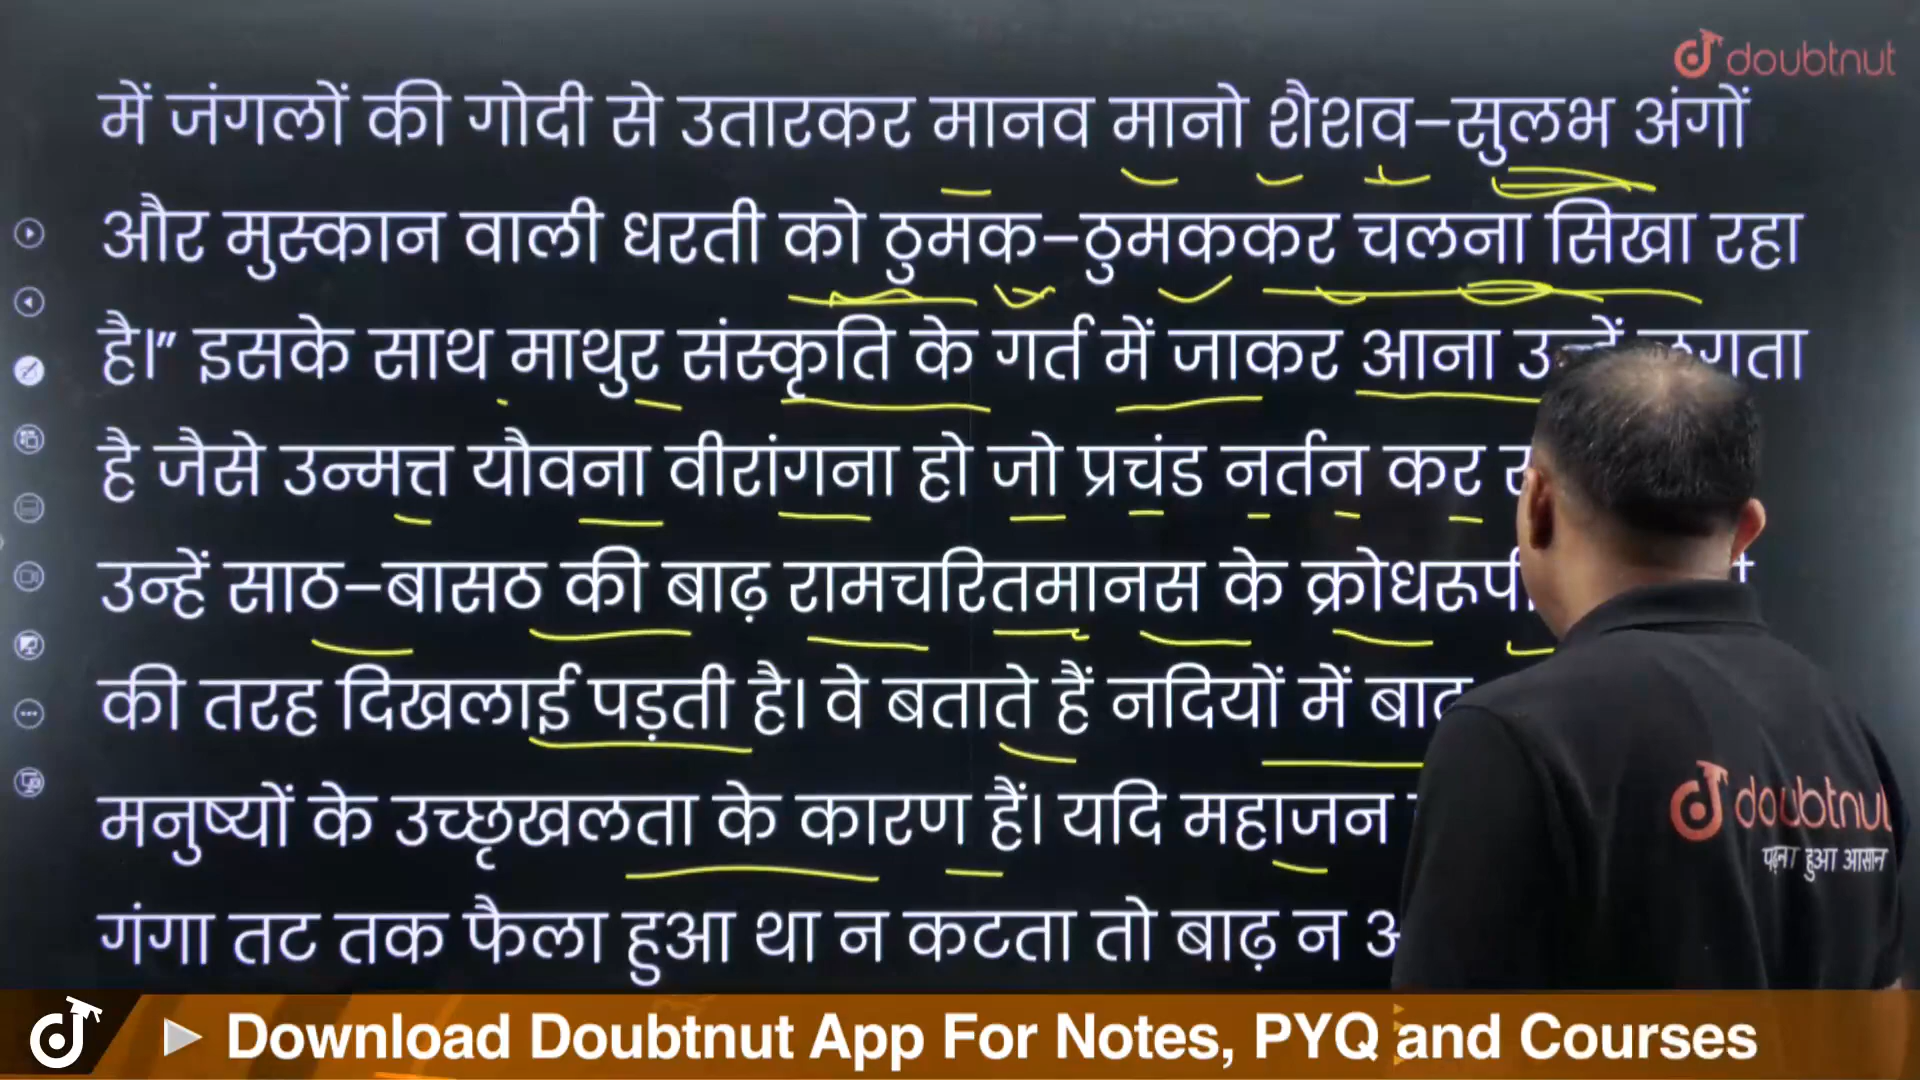 doubtnut
में जंगलों की गोदी से उतारकर मानव मानो शैशव–सुलभ अंगों
और मुस्कान वाली धरती को ठुमक–ठुमककर चलना सिखा रहा
है।” इसके साथ माथुर संस्कृति के गर्त में जाकर आना
है जैसे उन्मत्त यौवना वीरांगना हो जो प्रचंड नर्तन कर
उन्हें साठ–बासठ की बाढ़ रामचरितमानस के
की तरह दिखलाई पड़ती है। वे बताते हैं नदियों में
मनुष्यों के उच्छृखलता के कारण हैं। यदि महाजन
गंगा तट तक फैला हुआ था न कटता तो बाढ़ न
doubtnut
पढ़ना हुआ आसान
Download Doubtnut App For Notes, PYQ and Courses